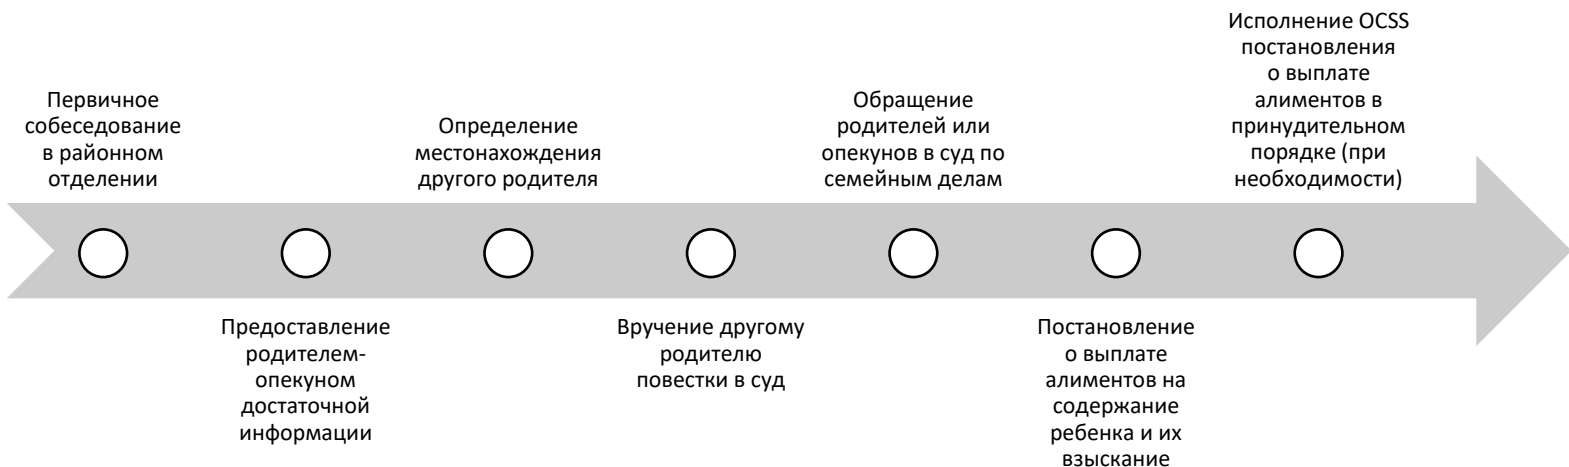 Первичное
собеседование
в районном
отделении
Предоставление
родителем-
опекуном
достаточной
информации
Определение
местонахождения
другого родителя
Вручение другому
родителю
повестки в суд
Обращение
родителей или
опекунов в суд по
семейным делам
Постановление
о выплате
алиментов на
содержание
ребенка и их
взыскание
Исполнение OCSS
постановления
о выплате
алиментов в
принудительном
порядке (при
необходимости)